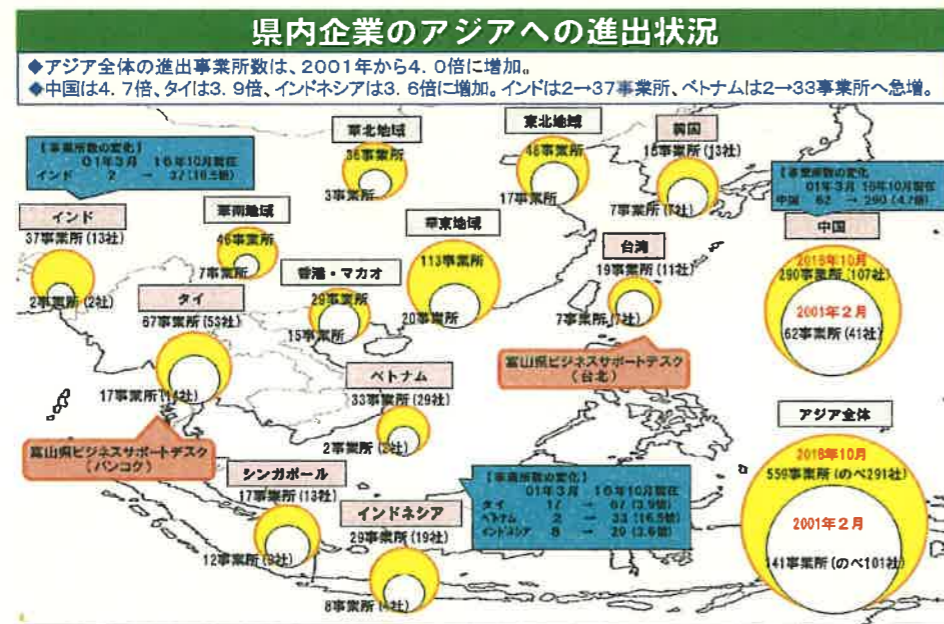 県内企業のアジアへの進出状況
◆アジア全体の進出事業所数は、2001年から4.0倍に増加。
◆中国は4.7倍、タイは3.9倍、インドネシアは3.6倍に増加。インドは2→37事業所、ベトナムは2→33事業所へ急増。
【事業所数の変化】
01年3月 16年10月現在
インド 2 → 37(18.5倍)
華北地域
36事業所
3事業所
東北地域
48事業所
17事業所
韓国
(13社)
7事業所(7社)
【事業所数の変化
01年3月 16年10月現在
中国 62 → 290(4.7倍)
インド
37事業所(13社)
2事業所(2社)
華南地域
46事業所
7事業所
香港・マカオ
29事業所
15事業所
華東地域
113事業所
20事業所
台湾
19事業所(11社)
7事業所(7社)
中国
2016年10月
290事業所(107社)
2001年2月
62事業所(41社)
タイ
67事業所(53社)
17事業所(14社)
富山県ビジネスサポートデスク
(バンコク)
ベトナム
33事業所(29社)
2事業所
富山県ビジネスサポートデスク
(台北)
シンガポール
17事業所(13社)
12事業所(9社)
インドネシア
29事業所(19社)
8事業所(4社)
【事業所数の変化】
01年3月 16年10月現在
タイ 17 → 67(3.9倍)
ベトナム 2 → 33(16.5倍)
インドネシア 8 → 29(3.6倍)
アジア全体
2016年10月
559事業所(のべ291社)
2001年2月
141事業所(のべ101社)